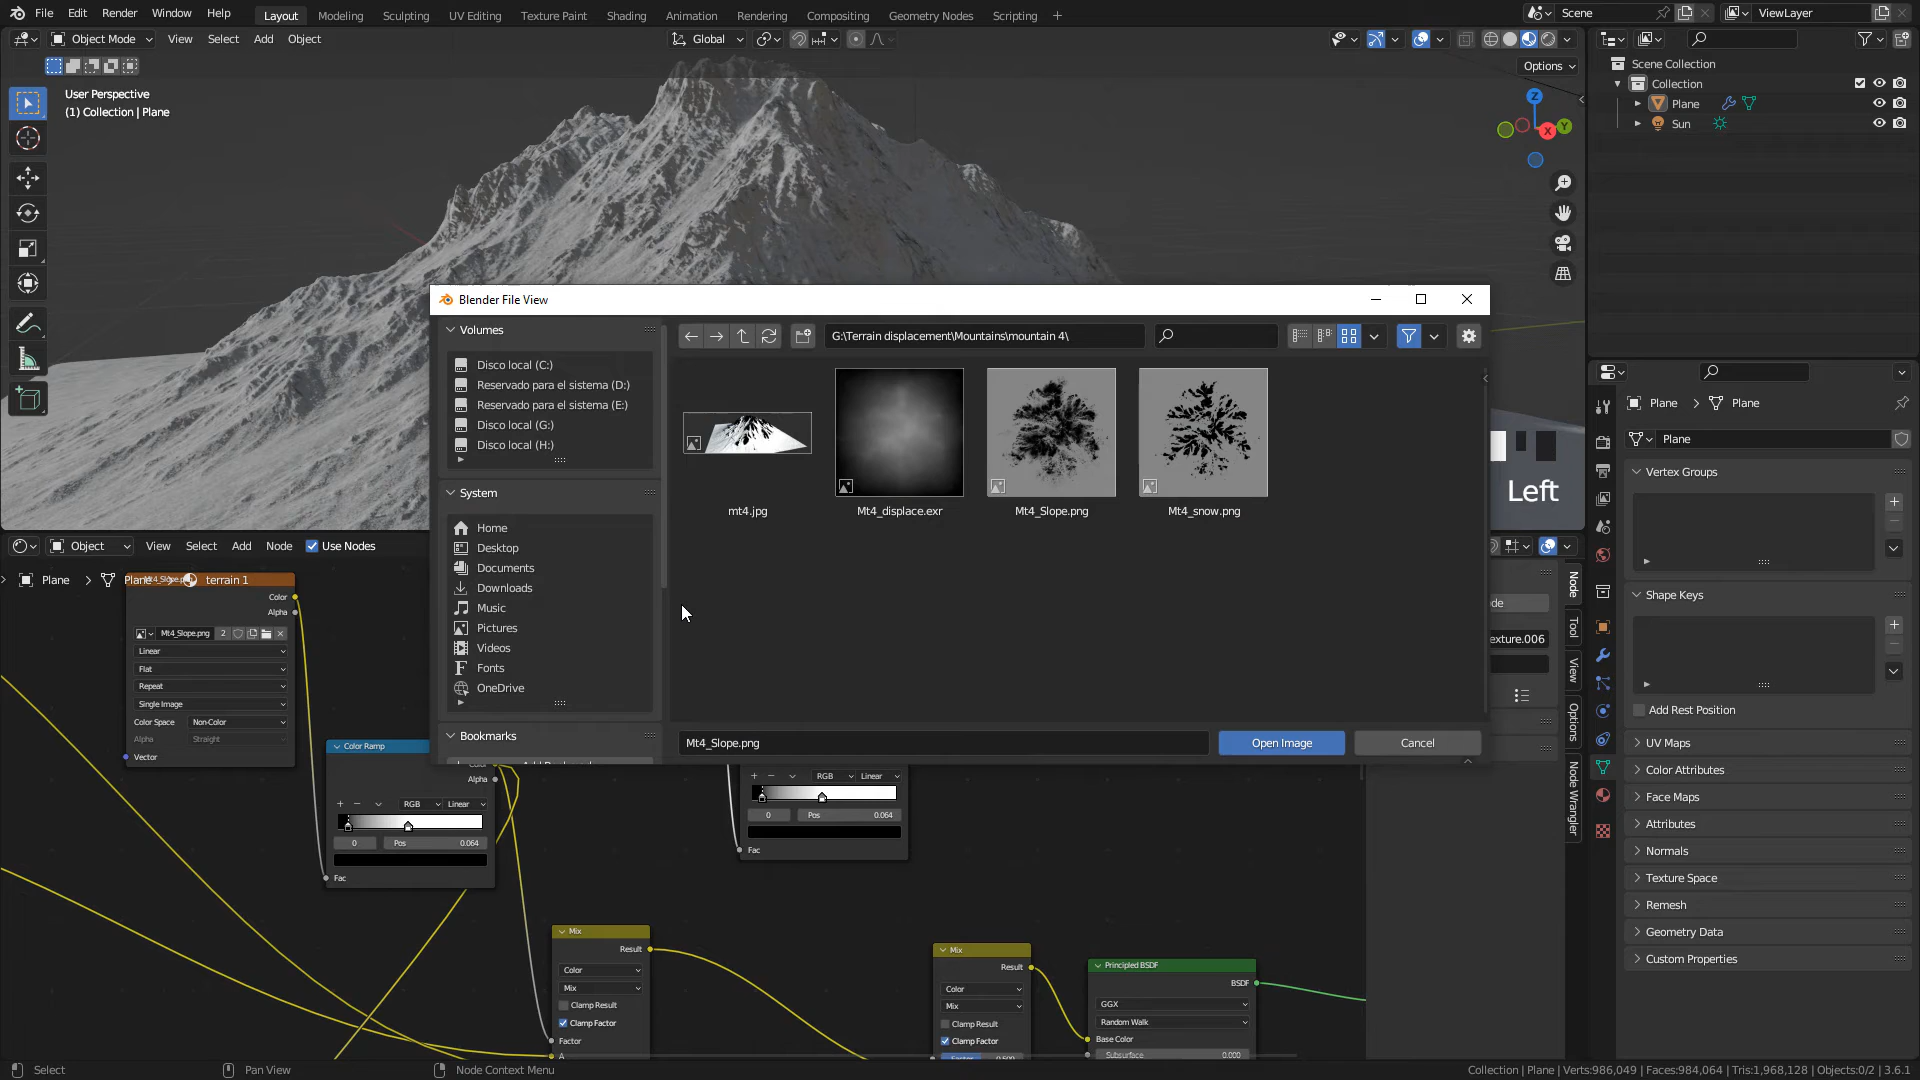 File Edit Render Window Help Layout Modeling Sculpting UV Editing Texture Paint Shading Animation Rendering Compositing Geometry Nodes Scripting + Scene ViewLayer
Object Mode View Select Add Object Global
Options
User Perspective
(1) Collection | Plane
Z
X
Y
Left
Scene Collection
Collection
Plane
Sun
Blender File View
Volumes
Disco local (C:)
Reservado para el sistema (D:)
Reservado para el sistema (E:)
Disco local (G:)
Disco local (H:)
System
Home
Desktop
Documents
Downloads
Music
Pictures
Videos
Fonts
OneDrive
Bookmarks
G:\Terrain displacement\Mountains\mountain 4\
mt4.jpg
Mt4_displace.exr
Mt4_Slope.png
Mt4_snow.png
Mt4_Slope.png
Open Image
Cancel
Object View Select Add Node Use Nodes
Plane Plane terrain 1
Color
Alpha
Mt4_Slope.png 2
Linear
Flat
Repeat
Single Image
Color Space Non-Color
Alpha Straight
Vector
Color Ramp
Alpha
RGB Linear
0 Pos 0.064
Fac
RGB Linear
0 Pos 0.064
Fac
Mix
Result
Color
Mix
Clamp Result
Clamp Factor
Factor
A
Mix
Result
Color
Mix
Clamp Result
Clamp Factor
Principled BSDF
BSDF
GGX
Random Walk
Base Color
Subsurface 0.000
exture.006
Node
Tool
View
Options
Node Wrangler
Plane Plane
Plane
Vertex Groups
Shape Keys
Add Rest Position
UV Maps
Color Attributes
Face Maps
Attributes
Normals
Texture Space
Remesh
Geometry Data
Custom Properties
Select Pan View Node Context Menu
Collection | Plane | Verts:986,049 | Faces:984,064 | Tris:1,968,128 | Objects:0/2 | 3.6.1